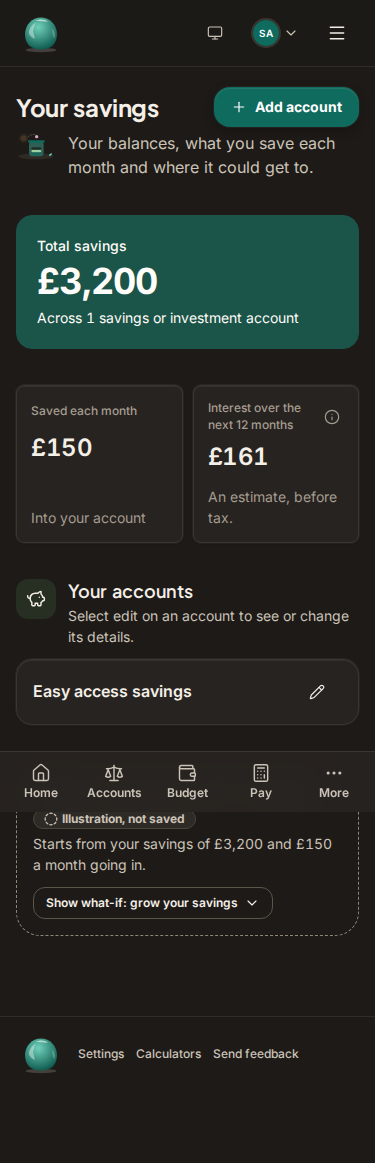 SA
Your savings
Add account
Your balances, what you save each
month and where it could get to.
Total savings
£3,200
Across 1 savings or investment account
Saved each month
£150
Into your account
Interest over the
next 12 months
£161
An estimate, before
tax.
Your accounts
Select edit on an account to see or change
its details.
Easy access savings
Home
Accounts
Budget
Pay
More
Illustration, not saved
Starts from your savings of £3,200 and £150
a month going in.
Show what-if: grow your savings
Settings
Calculators
Send feedback